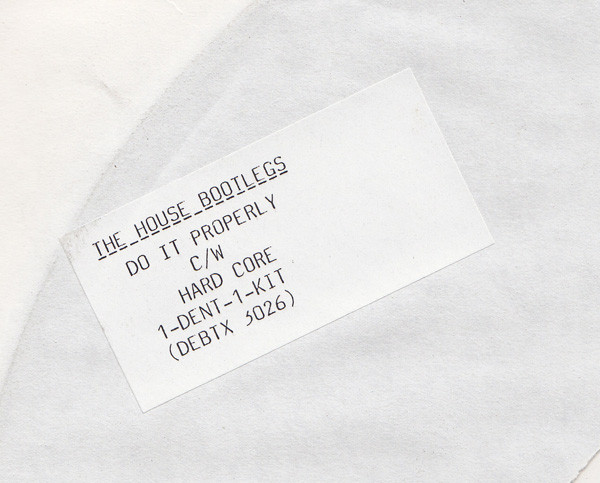 THE HOUSE BOOTLEGS
DO IT PROPERLY
C/W
HARD CORE
1-DENT-1-KIT
(DEBTX 3026)